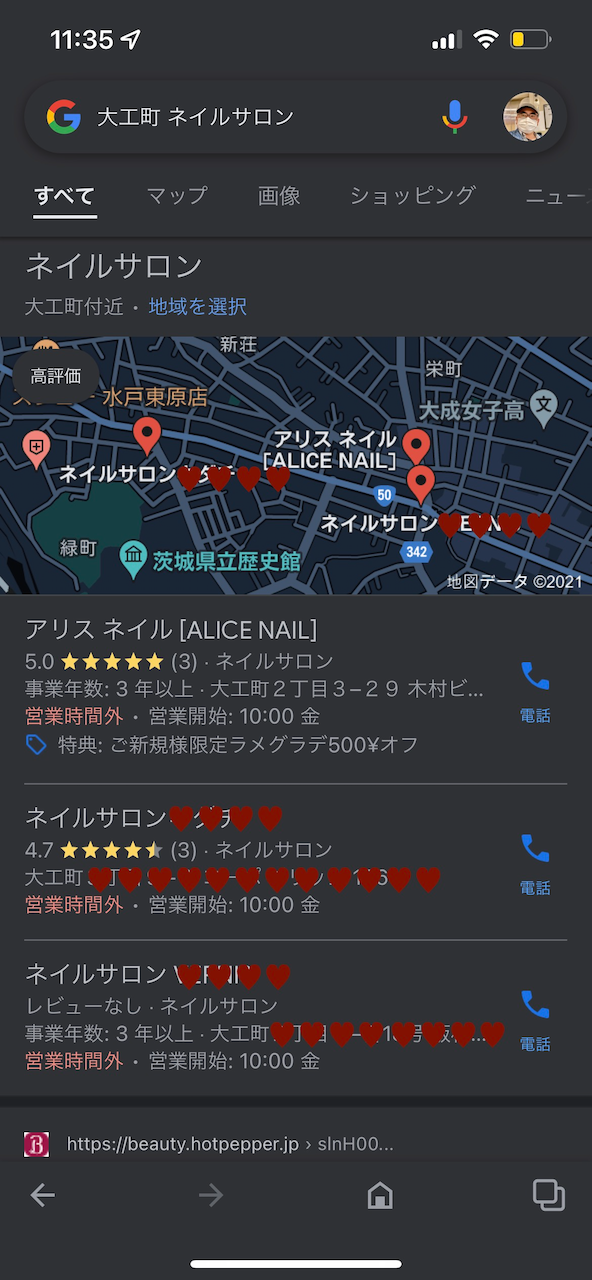 11:35
大工町 ネイルサロン
すべて マップ 画像 ショッピング ニュー
ネイルサロン
大工町付近 · 地域を選択
新荘
高評価
水戸東原店
栄町
大成女子高
アリス ネイル
[ALICE NAIL]
ネイルサロン
50
ネイルサロン
緑町
茨城県立歴史館
342
地図データ ©2021
アリス ネイル [ALICE NAIL]
5.0 (3) · ネイルサロン
事業年数: 3 年以上 · 大工町２丁目３−２９ 木村ビ...
営業時間外 · 営業開始: 10:00 金
電話
特典: ご新規様限定ラメグラデ500¥オフ
ネイルサロン
4.7 (3) · ネイルサロン
大工町
営業時間外 · 営業開始: 10:00 金
電話
ネイルサロン
レビューなし · ネイルサロン
事業年数: 3 年以上 · 大工町
営業時間外 · 営業開始: 10:00 金
電話
https://beauty.hotpepper.jp › slnH00...